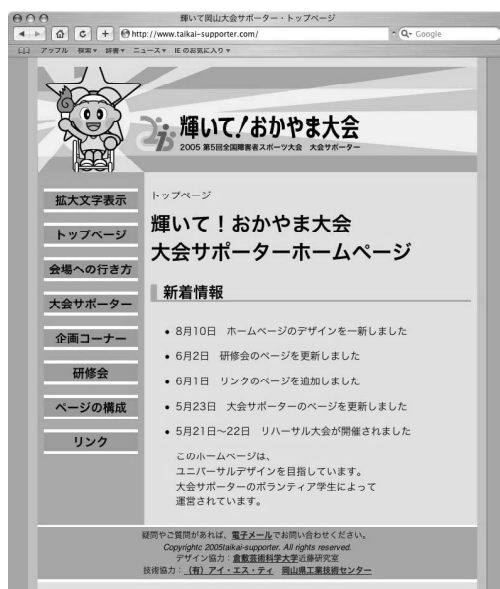 輝いて岡山大会サポーター・トップページ
http://www.taikai-supporter.com/
Google
アップル 検索▼ 辞書▼ ニュース▼ IE のお気に入り▼
輝いて!おかやま大会
2005 第5回全国障害者スポーツ大会 大会サポーター
拡大文字表示
トップページ
会場への行き方
大会サポーター
企画コーナー
研修会
ページの構成
リンク
トップページ
輝いて！おかやま大会
大会サポーターホームページ
新着情報
• 8月10日 ホームページのデザインを一新しました
• 6月2日 研修会のページを更新しました
• 6月1日 リンクのページを追加しました
• 5月23日 大会サポーターのページを更新しました
• 5月21日〜22日 リハーサル大会が開催されました
このホームページは、
ユニバーサルデザインを目指しています。
大会サポーターのボランティア学生によって
運営されています。
疑問やご質問があれば、電子メールでお問い合わせください。
Copyrightc 2005taikai-supporter. All rights reserved.
デザイン協力：倉敷芸術科学大学近藤研究室
技術協力：（有）アイ・エス・ティ 岡山県工業技術センター